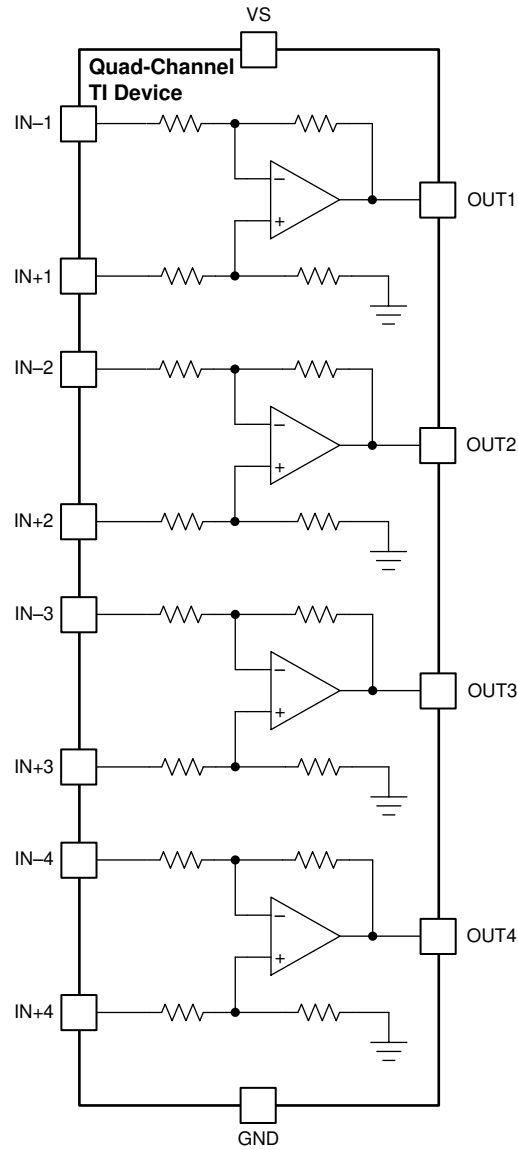 VS
Quad-Channel
TI Device
IN–1
−
OUT1
+
IN+1
IN–2
−
OUT2
+
IN+2
IN–3
−
OUT3
+
IN+3
IN–4
−
OUT4
+
IN+4
GND